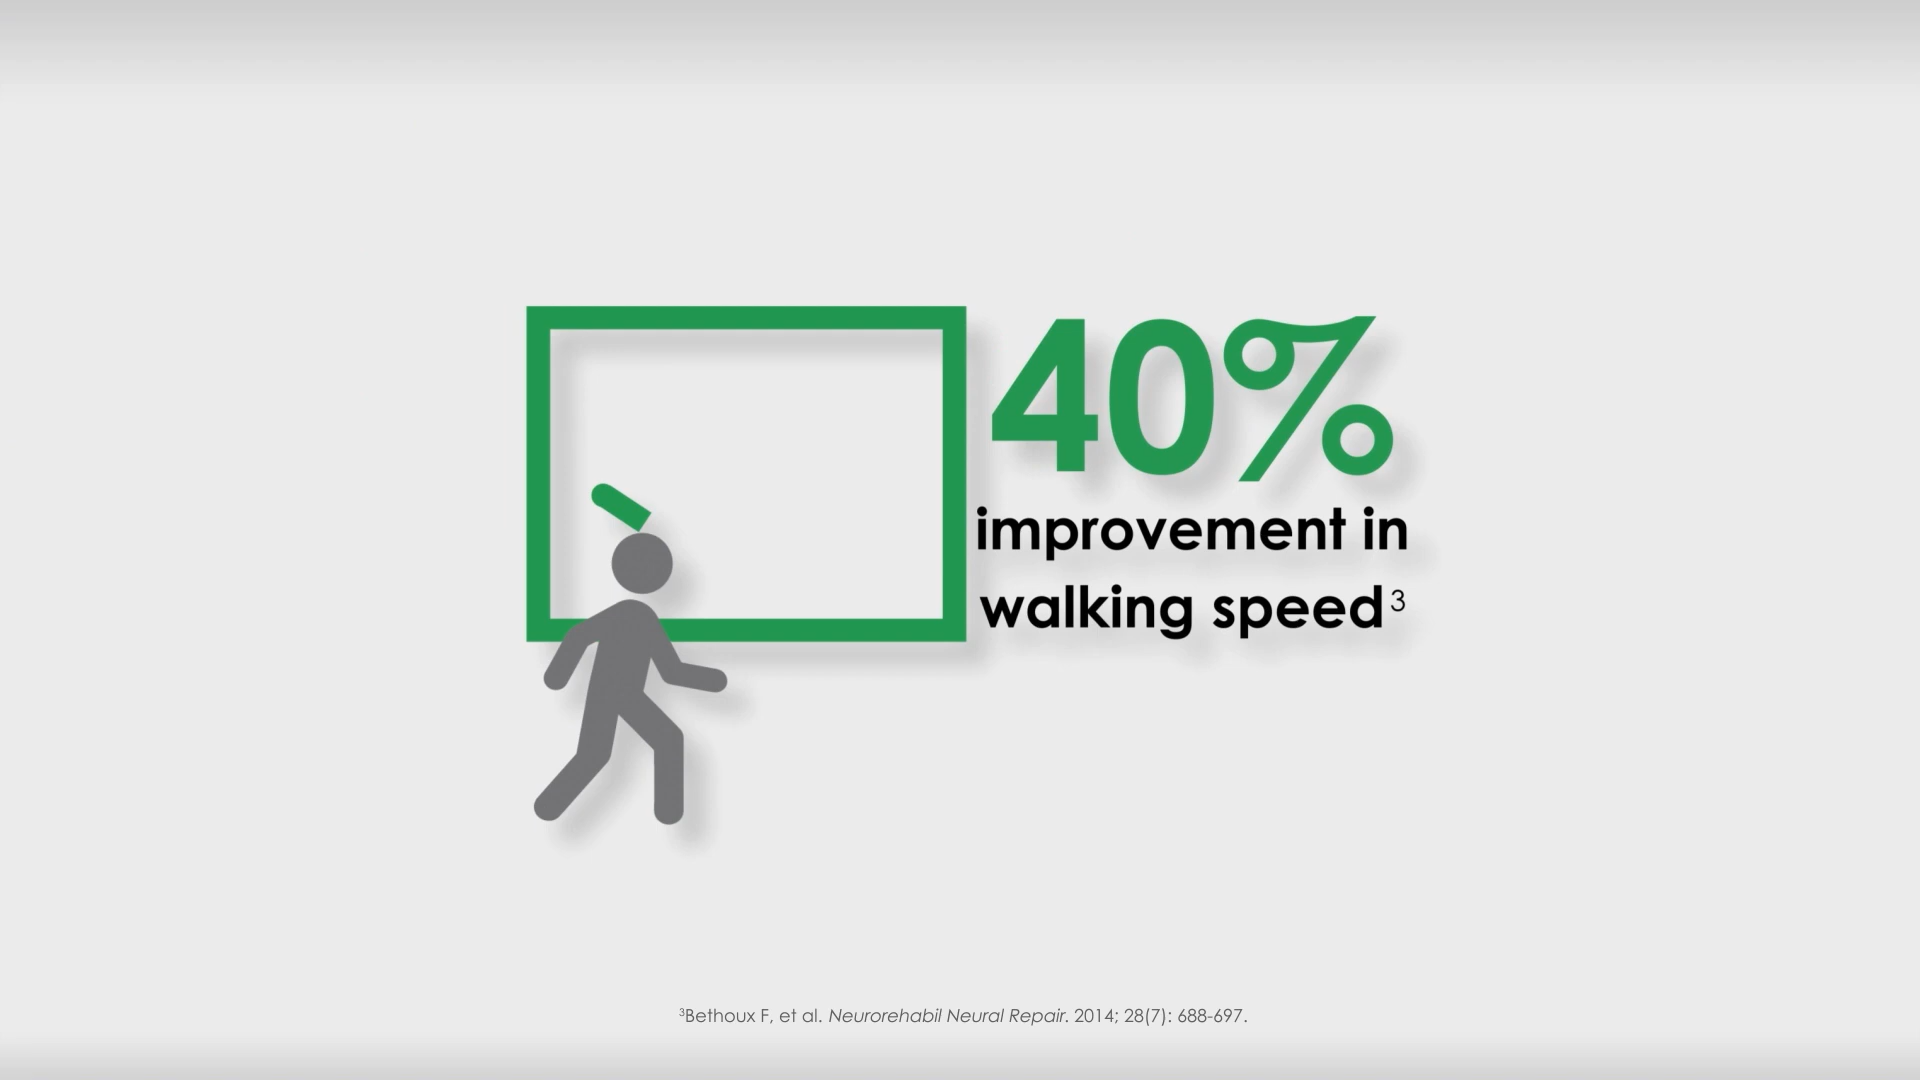 40%
improvement in
walking speed³
³Bethoux F, et al. Neurorehabil Neural Repair. 2014; 28(7): 688-697.